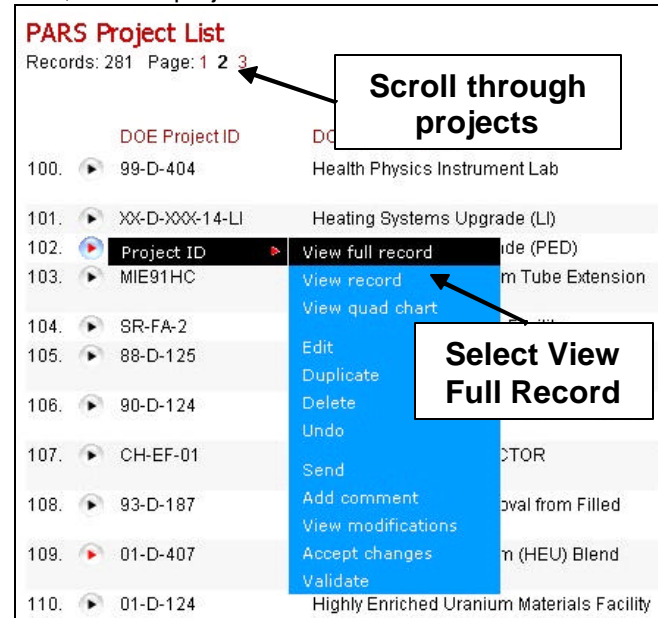 PARS Project List
Records: 281 Page: 1 2 3
Scroll through
projects
DOE Project ID
100. 99-D-404 Health Physics Instrument Lab
101. XX-D-XXX-14-LI Heating Systems Upgrade (LI)
102. Project ID View full record (PED)
103. MIE91HC View record Tube Extension
View quad chart
104. SR-FA-2
Select View
Full Record
105. 88-D-125 Edit
Duplicate
106. 90-D-124 Delete
Undo
107. CH-EF-01
Send
108. 93-D-187 Add comment from Filled
View modifications
109. 01-D-407 Accept changes (HEU) Blend
Validate
110. 01-D-124 Highly Enriched Uranium Materials Facility